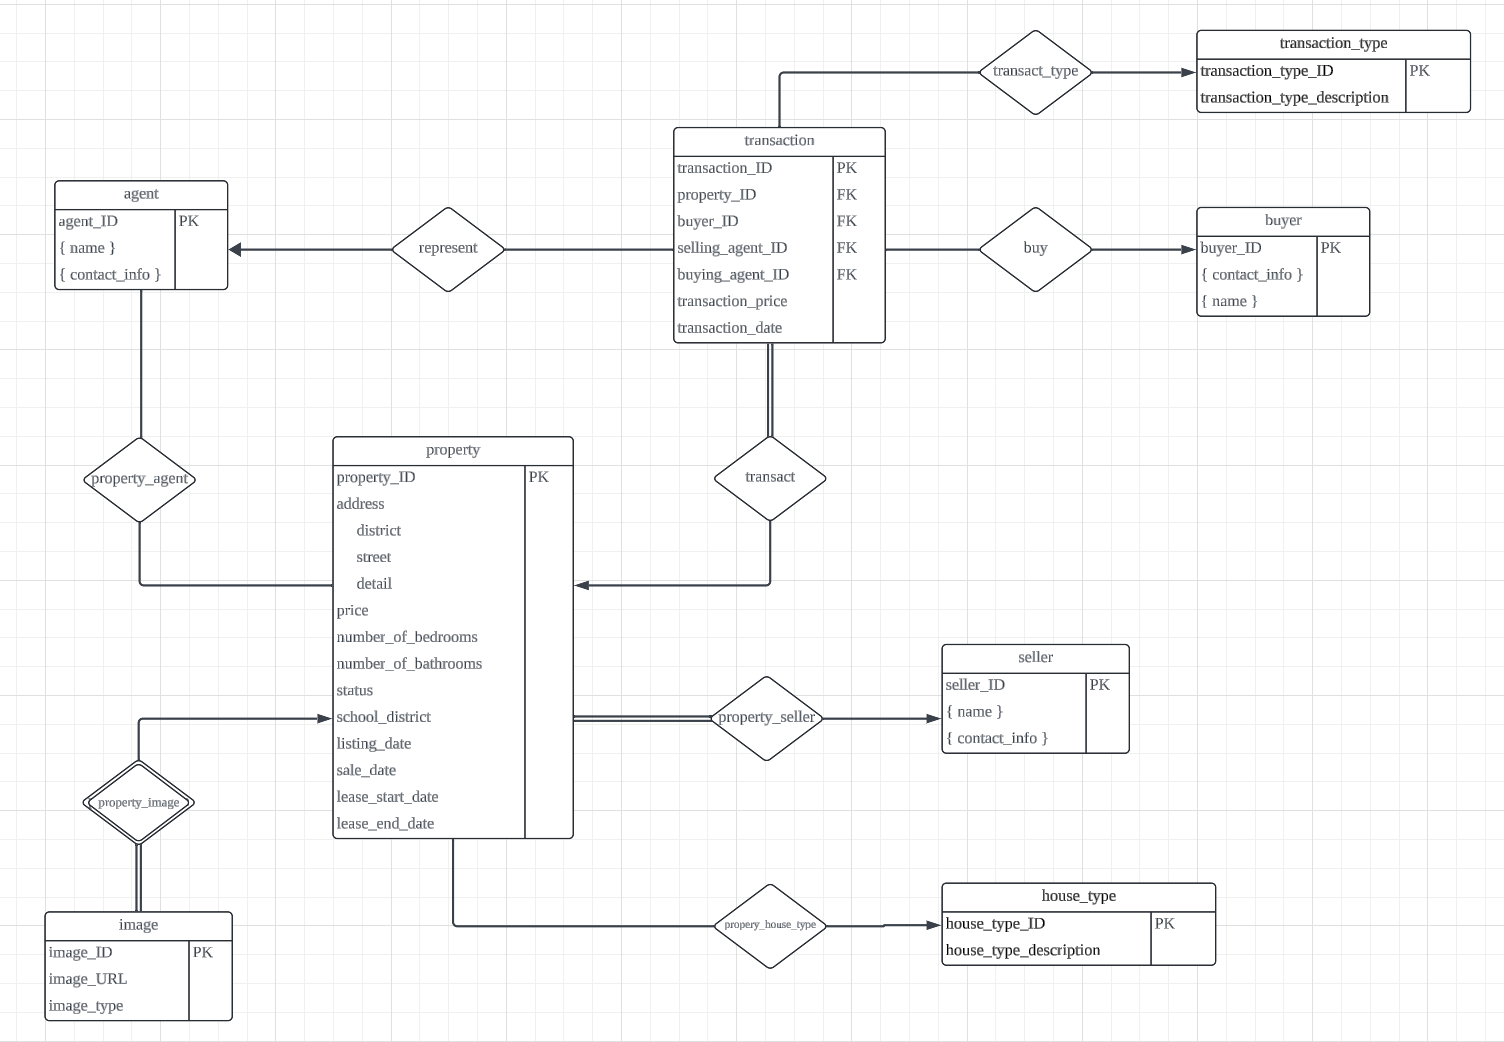 transact_type
transaction_type
transaction_type_ID PK
transaction_type_description
transaction
transaction_ID PK
property_ID FK
buyer_ID FK
selling_agent_ID FK
buying_agent_ID FK
transaction_price
transaction_date
agent
agent_ID PK
{ name }
{ contact_info }
represent
buy
buyer
buyer_ID PK
{ contact_info }
{ name }
property_agent
property
property_ID PK
address
district
street
detail
price
number_of_bedrooms
number_of_bathrooms
status
school_district
listing_date
sale_date
lease_start_date
lease_end_date
transact
property_seller
seller
seller_ID PK
{ name }
{ contact_info }
property_image
image
image_ID PK
image_URL
image_type
propery_house_type
house_type
house_type_ID PK
house_type_description